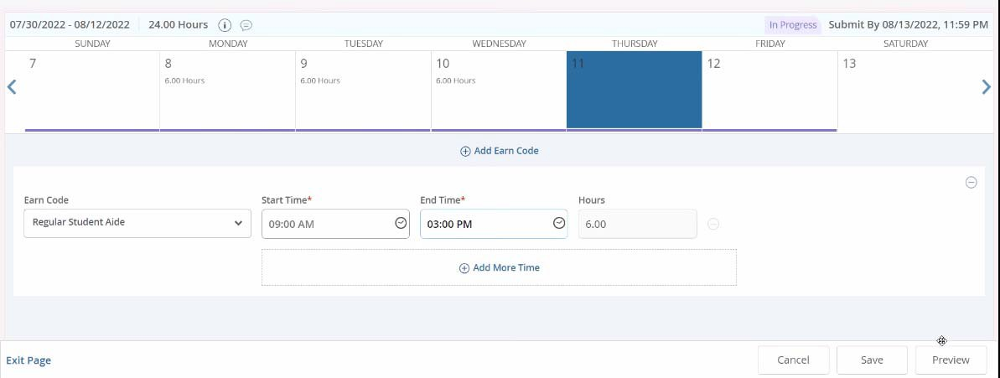 07/30/2022 - 08/12/2022 24.00 Hours In Progress Submit By 08/13/2022, 11:59 PM
SUNDAY MONDAY TUESDAY WEDNESDAY THURSDAY FRIDAY SATURDAY
7 8 9 10 11 12 13
6.00 Hours 6.00 Hours 6.00 Hours
Add Earn Code
Earn Code Start Time* End Time* Hours
Regular Student Aide 09:00 AM 03:00 PM 6.00
Add More Time
Exit Page Cancel Save Preview